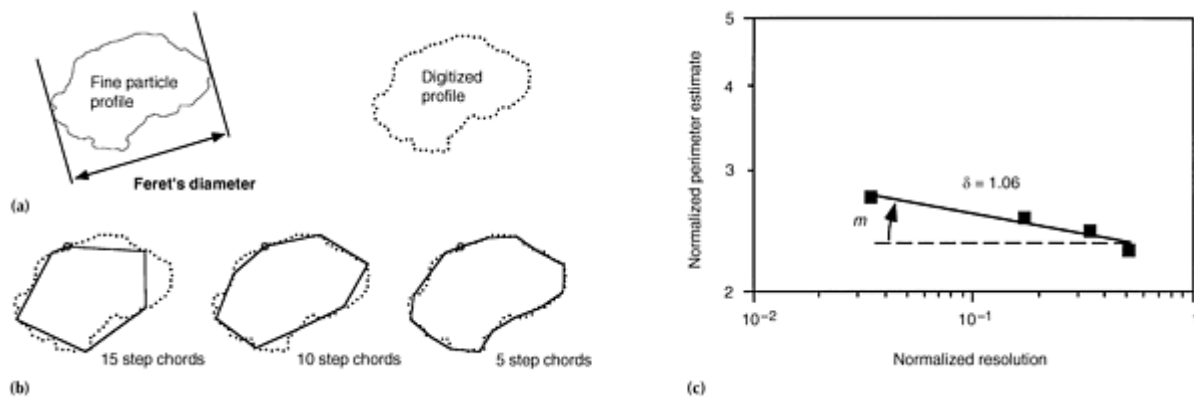 Fine particle
profile
Digitized
profile
Feret's diameter
(a)
15 step chords
10 step chords
5 step chords
(b)
Normalized perimeter estimate
5
4
3
2
δ = 1.06
m
10⁻²
10⁻¹
1
Normalized resolution
(c)